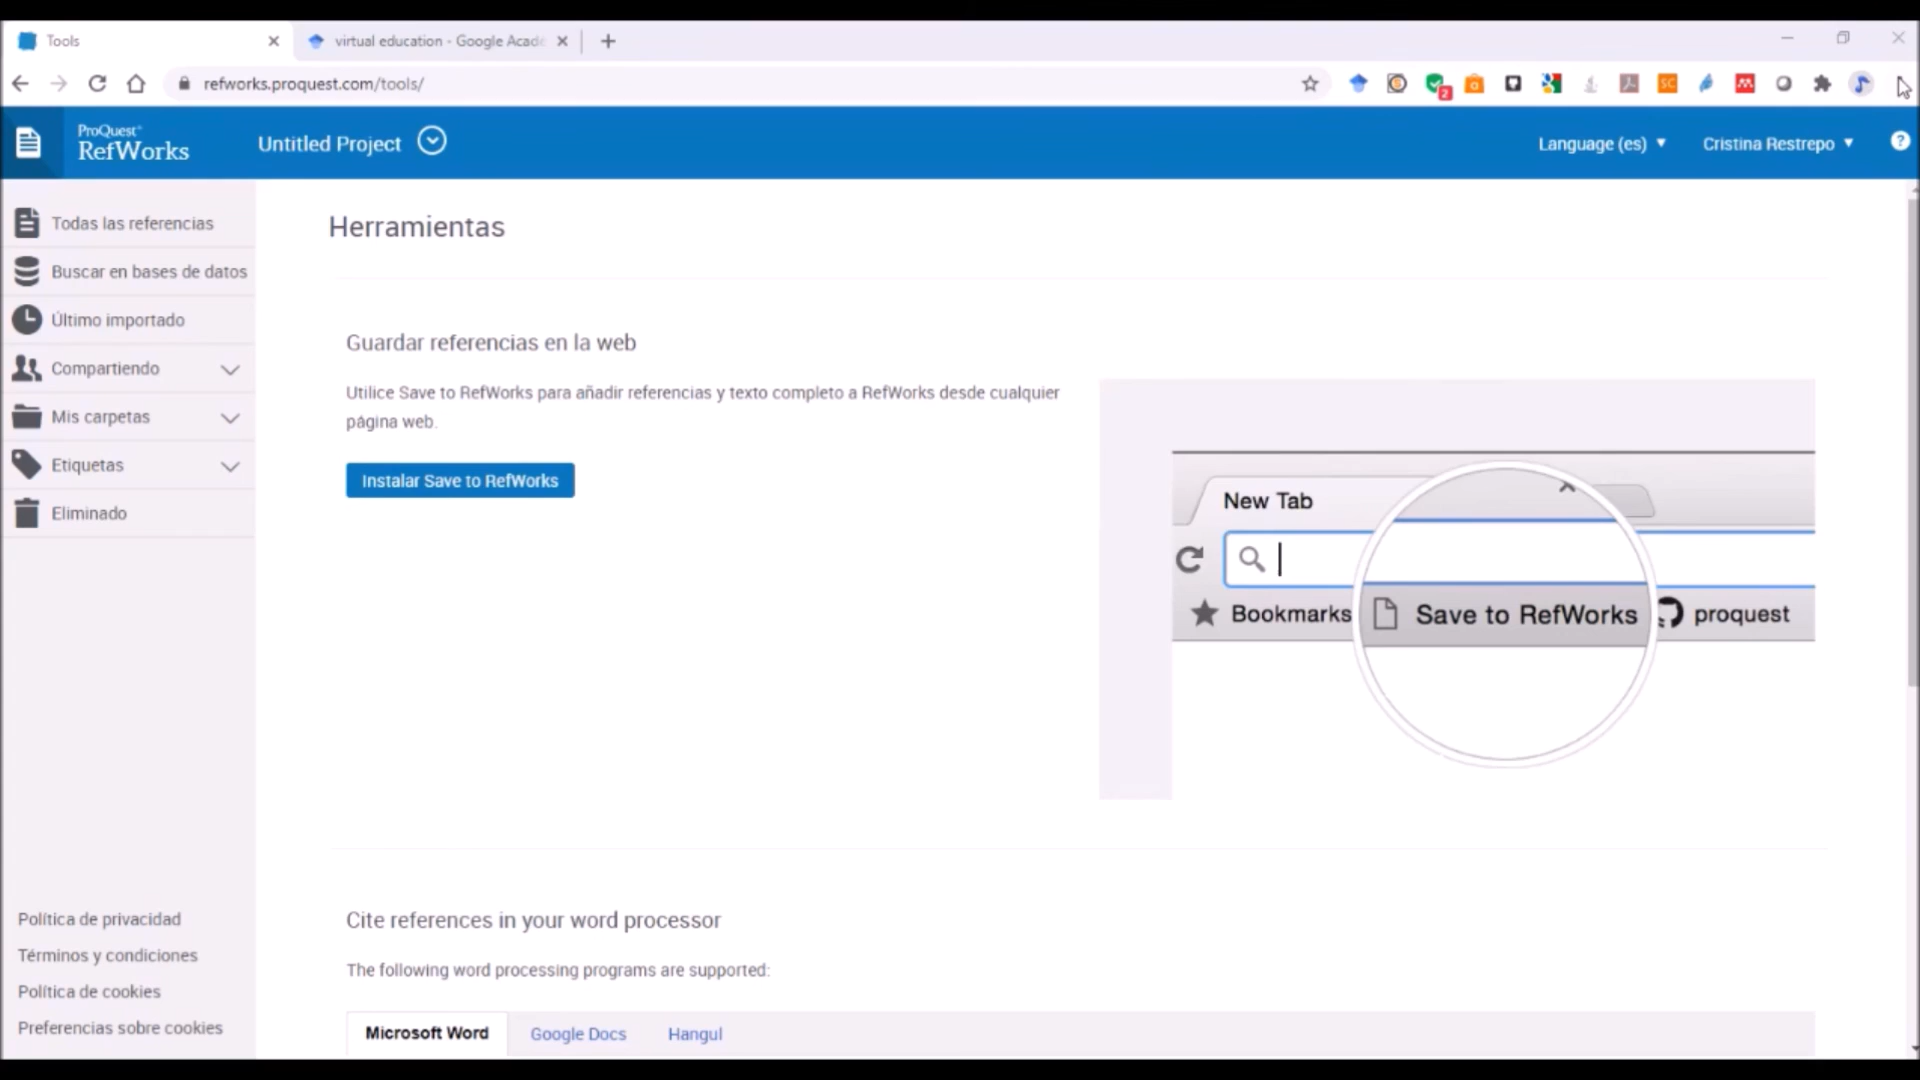 Tools
virtual education - Google Acade
refworks.proquest.com/tools/
2
SC
ProQuest®
RefWorks
Untitled Project
Language (es)
Cristina Restrepo
?
Todas las referencias
Buscar en bases de datos
Último importado
Compartiendo
Mis carpetas
Etiquetas
Eliminado
Política de privacidad
Términos y condiciones
Política de cookies
Preferencias sobre cookies
Herramientas
Guardar referencias en la web
Utilice Save to RefWorks para añadir referencias y texto completo a RefWorks desde cualquier
página web.
Instalar Save to RefWorks
New Tab
Bookmarks
Save to RefWorks
proquest
Cite references in your word processor
The following word processing programs are supported:
Microsoft Word
Google Docs
Hangul